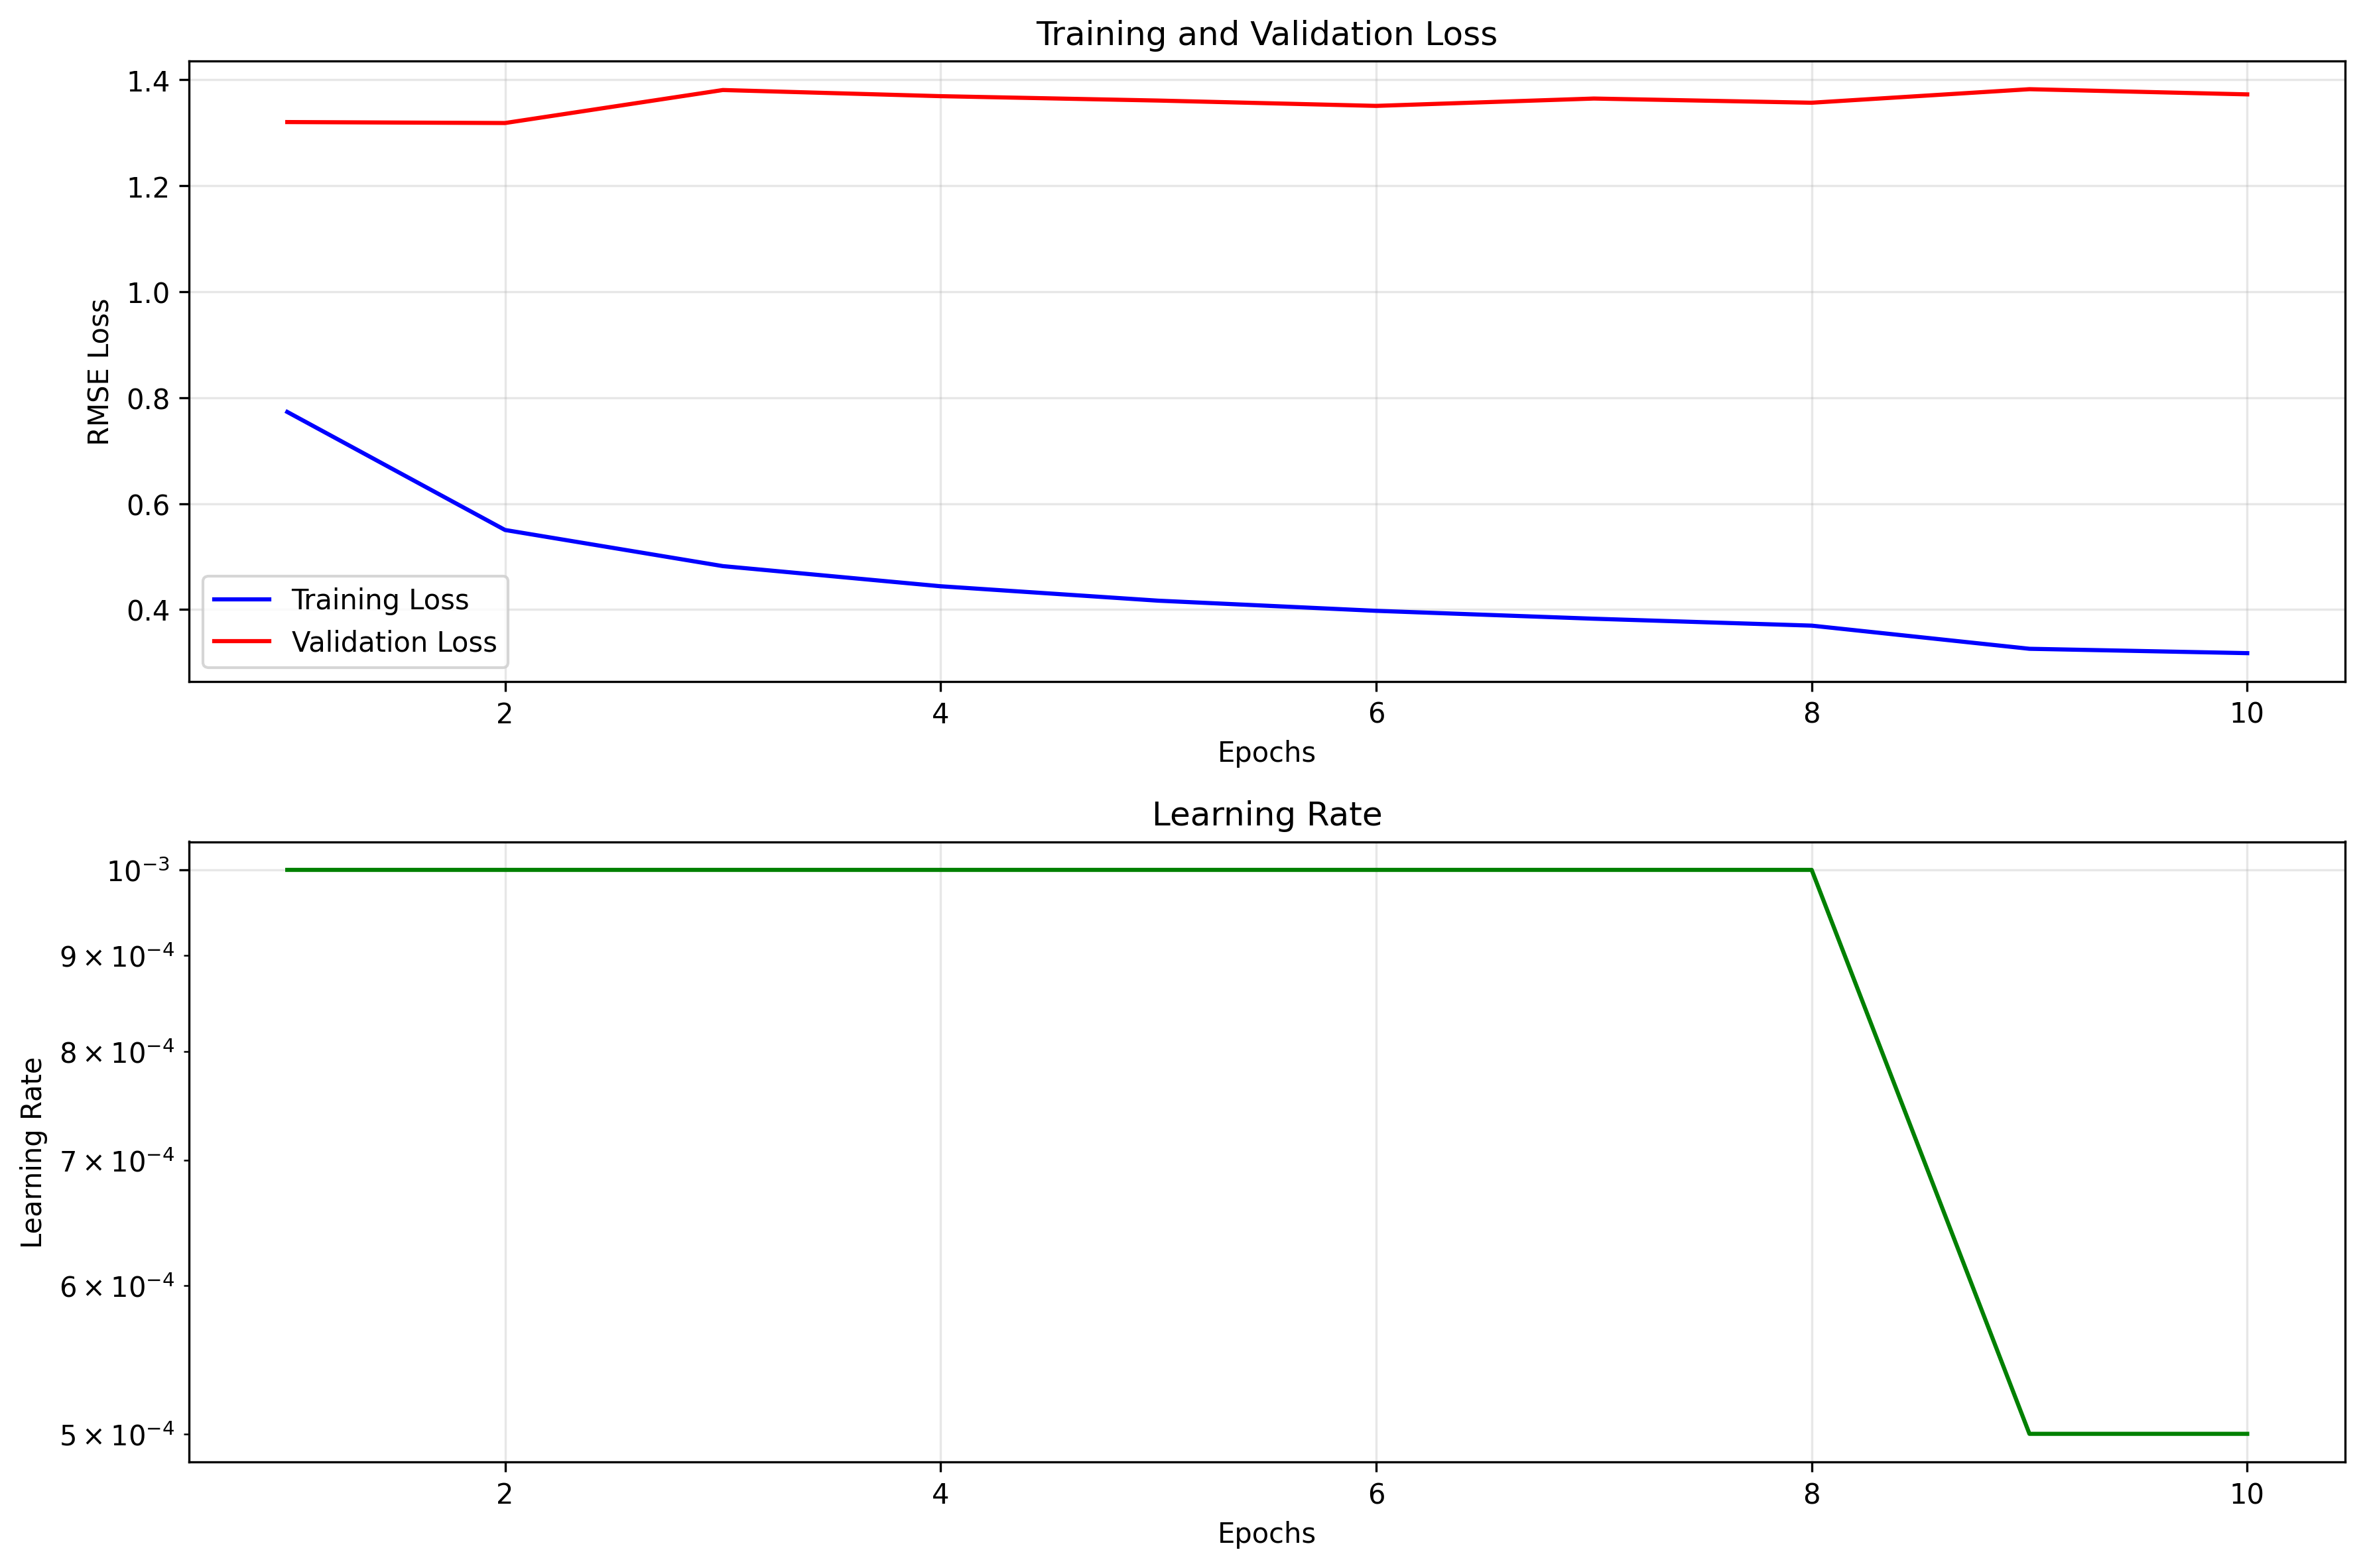 Training and Validation Loss
1.4
1.2
1.0
0.8
0.6
0.4
RMSE Loss
Training Loss
Validation Loss
2 4 6 8 10
Epochs
Learning Rate
10⁻³
9 × 10⁻⁴
8 × 10⁻⁴
7 × 10⁻⁴
6 × 10⁻⁴
5 × 10⁻⁴
Learning Rate
2 4 6 8 10
Epochs